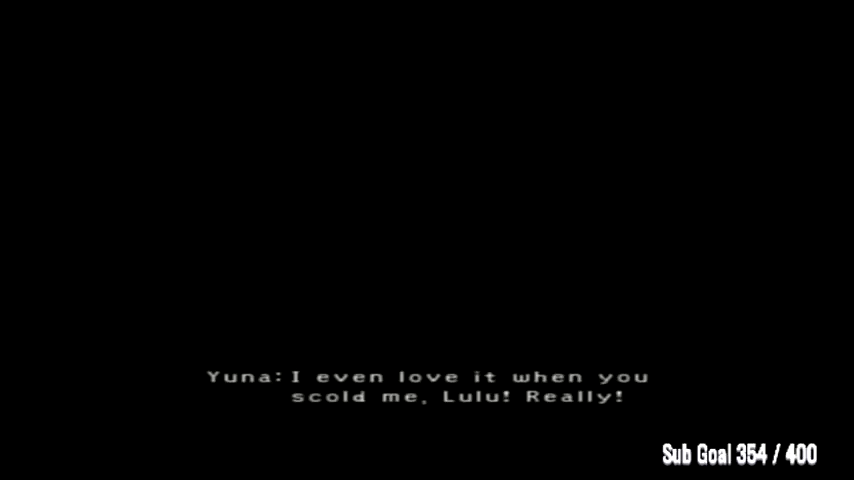 Yuna: I even love it when you
scold me, Lulu! Really!
Sub Goal 354 / 400